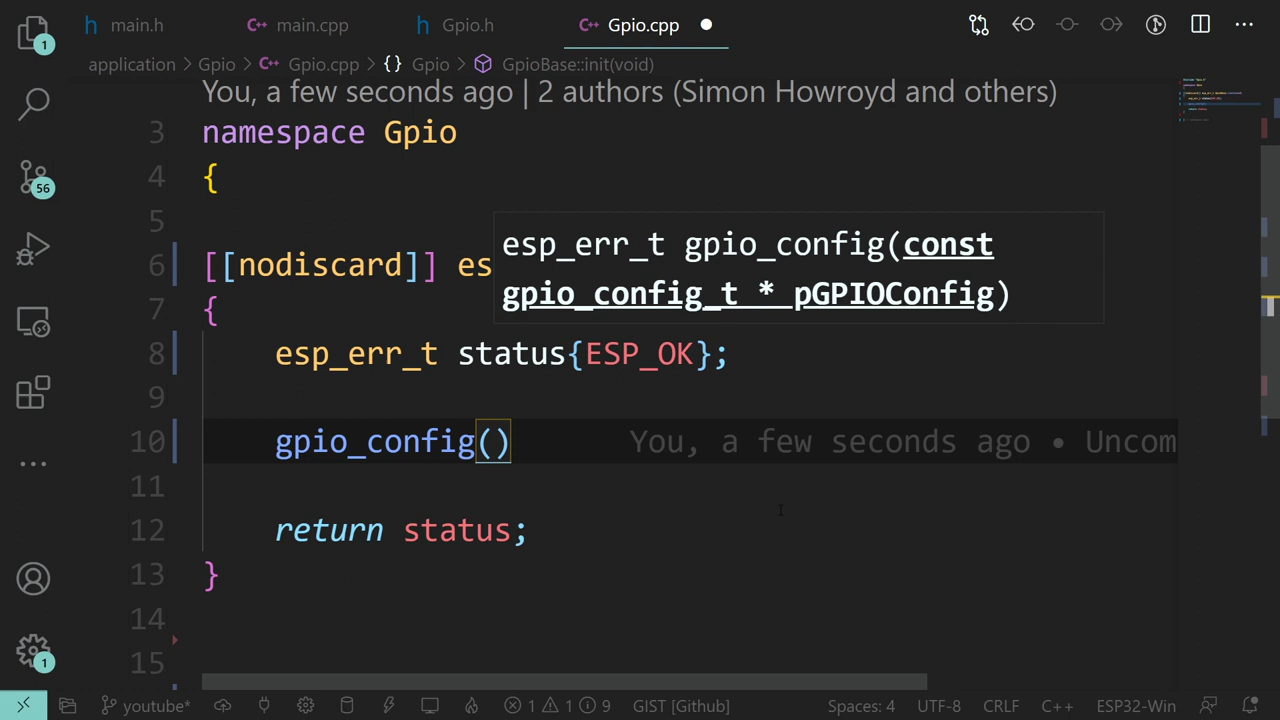 main.h main.cpp Gpio.h Gpio.cpp
1
application > Gpio > Gpio.cpp > {} Gpio > GpioBase::init(void)
You, a few seconds ago | 2 authors (Simon Howroyd and others)
3 namespace Gpio
4 {
5
56
esp_err_t gpio_config(const
gpio_config_t * pGPIOConfig)
6 [[nodiscard]] es
7 {
8 esp_err_t status{ESP_OK};
9
10 gpio_config() You, a few seconds ago • Uncom
11
12 return status;
13 }
14
15
1
youtube* 1 1 9 GIST [Github] Spaces: 4 UTF-8 CRLF C++ ESP32-Win